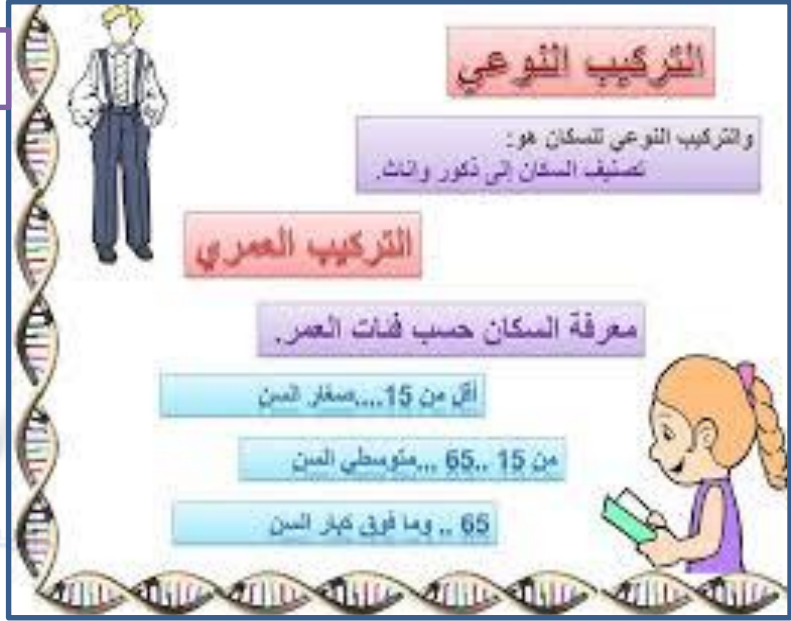 التركيب النوعي
والتركيب النوعي للسكان هو:
تصنيف السكان إلى ذكور واناث.
التركيب العمري
معرفة السكان حسب فئات العمر.
أقل من 15....صغار السن
من 15 ..65 ...متوسطي السن
65 .. وما فوق كبار السن